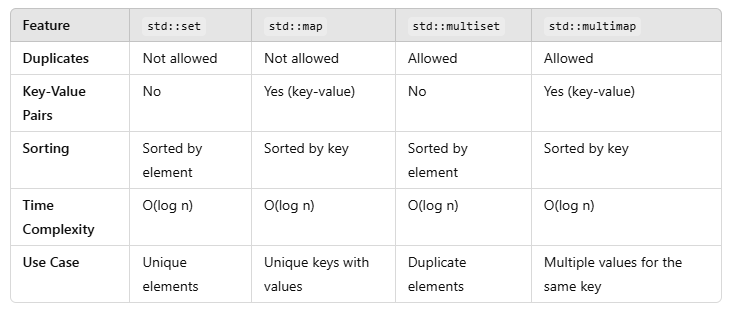 Feature std::set std::map std::multiset std::multimap
Duplicates Not allowed Not allowed Allowed Allowed
Key-Value No Yes (key-value) No Yes (key-value)
Pairs
Sorting Sorted by Sorted by key Sorted by Sorted by key
element element
Time O(log n) O(log n) O(log n) O(log n)
Complexity
Use Case Unique Unique keys with Duplicate Multiple values for the
elements values elements same key